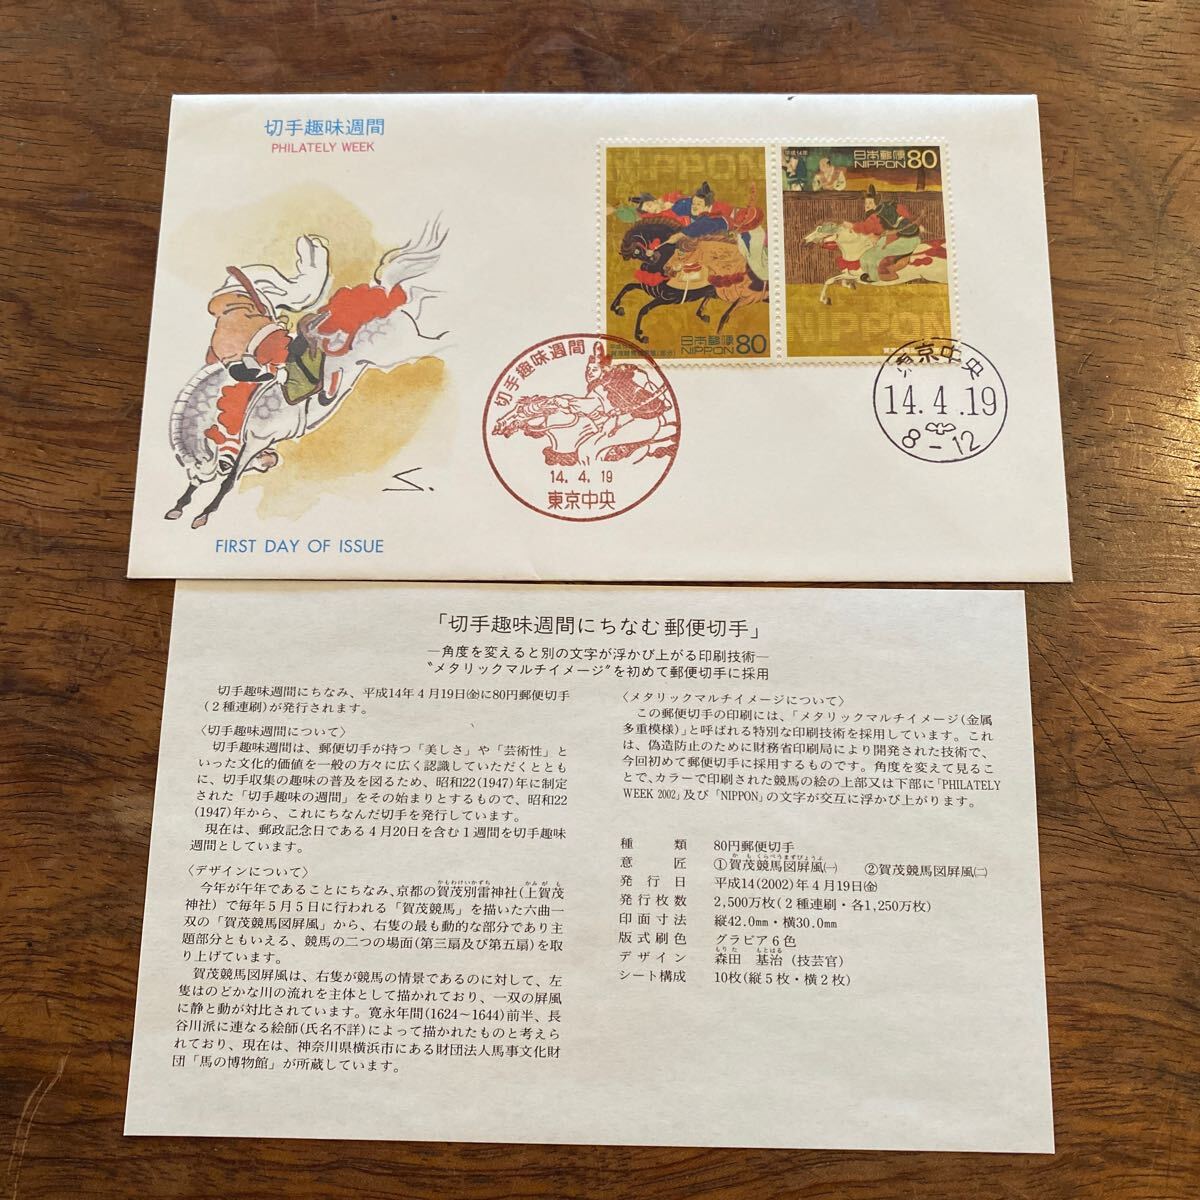 切手趣味週間
PHILATELY WEEK
NIPPON
日本郵便 80
NIPPON
平成14年
日本郵便 80
NIPPON
NIPPON
切手趣味週間
14. 4. 19
東京中央
東京中央
14.4.19
8-12
S.
FIRST DAY OF ISSUE
「切手趣味週間にちなむ郵便切手」
―角度を変えると別の文字が浮かび上がる印刷技術―
〝メタリックマルチイメージ〟を初めて郵便切手に採用
切手趣味週間にちなみ、平成14年4月19日㈮に80円郵便切手
(2種連刷)が発行されます。
〈切手趣味週間について〉
切手趣味週間は、郵便切手が持つ「美しさ」や「芸術性」と
いった文化的価値を一般の方々に広く認識していただくととも
に、切手収集の趣味の普及を図るため、昭和22(1947)年に制定
された「切手趣味の週間」をその始まりとするもので、昭和22
(1947)年から、これにちなんだ切手を発行しています。
現在は、郵政記念日である4月20日を含む1週間を切手趣味
週間としています。
〈デザインについて〉
今年が午年であることにちなみ、京都の賀茂別雷神社(上賀茂
神社)で毎年5月5日に行われる「賀茂競馬」を描いた六曲一
双の「賀茂競馬図屏風」から、右隻の最も動的な部分であり主
題部分ともいえる、競馬の二つの場面(第三扇及び第五扇)を取
り上げています。
賀茂競馬図屏風は、右隻が競馬の情景であるのに対して、左
隻はのどかな川の流れを主体として描かれており、一双の屏風
に静と動が対比されています。寛永年間(1624〜1644)前半、長
谷川派に連なる絵師(氏名不詳)によって描かれたものと考えら
れており、現在は、神奈川県横浜市にある財団法人馬事文化財
団「馬の博物館」が所蔵しています。
〈メタリックマルチイメージについて〉
この郵便切手の印刷には、「メタリックマルチイメージ(金属
多重模様)」と呼ばれる特別な印刷技術を採用しています。これ
は、偽造防止のために財務省印刷局により開発された技術で、
今回初めて郵便切手に採用するものです。角度を変えて見るこ
とで、カラーで印刷された競馬の絵の上部又は下部に「PHILATELY
WEEK 2002」及び「NIPPON」の文字が交互に浮かび上がります。
種 類 80円郵便切手
意 匠 ①賀茂競馬図屏風㈠ ②賀茂競馬図屏風㈡
発 行 日 平成14(2002)年4月19日㈮
発行枚数 2,500万枚(2種連刷・各1,250万枚)
印面寸法 縦42.0mm・横30.0mm
版式刷色 グラビア6色
デザイン 森田 基治(技芸官)
シート構成 10枚(縦5枚・横2枚)